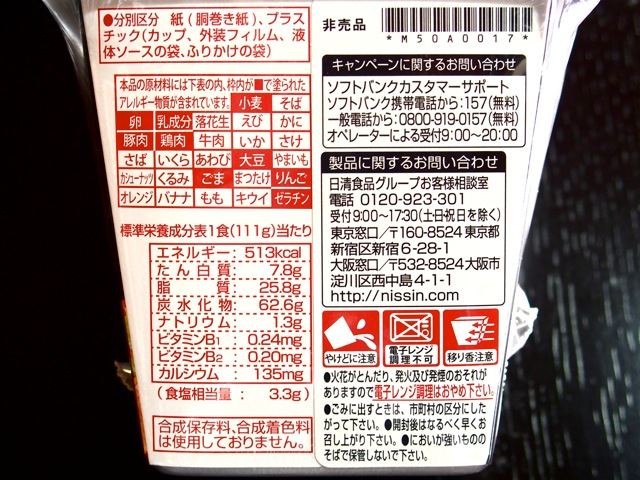 ●分別区分 紙(胴巻き紙)、プラス
チック(カップ、外装フィルム、液
体ソースの袋、ふりかけの袋)
本品の原材料には下表の内、枠内が■で塗られた
アレルギー物質が含まれています。 小麦 そば
卵 乳成分 落花生 えび かに
豚肉 鶏肉 牛肉 いか さけ
さば いくら あわび 大豆 やまいも
カシューナッツ くるみ ごま まつたけ りんご
オレンジ バナナ もも キウイ ゼラチン
標準栄養成分表1食(111g)当たり
エネルギー: 513kcal
たん白質: 7.8g
脂質: 25.8g
炭水化物: 62.6g
ナトリウム: 1.3g
ビタミンB1: 0.24mg
ビタミンB2: 0.20mg
カルシウム: 135mg
(食塩相当量: 3.3g)
合成保存料、合成着色料
は使用しておりません。
非売品
*M50A0017*
キャンペーンに関するお問い合わせ
ソフトバンクカスタマーサポート
ソフトバンク携帯電話から:157(無料)
一般電話から:0800-919-0157(無料)
オペレーターによる受付9:00~20:00
製品に関するお問い合わせ
日清食品グループお客様相談室
電話 0120-923-301
受付9:00~17:30(土日祝日を除く)
東京窓口/〒160-8524 東京都
新宿区新宿6-28-1
大阪窓口/〒532-8524 大阪市
淀川区西中島4-1-1
http://nissin.com
やけどに注意
電子レンジ
調理不可
移り香注意
●火花がとんだり、発火及び発煙のおそれが
ありますので電子レンジ調理はおやめ下さい。
●ごみに出すときは、市町村の区分にした
がって下さい。●開封後はなるべく早くお
召し上がり下さい。●においが強いものの
そばで保管しないで下さい。